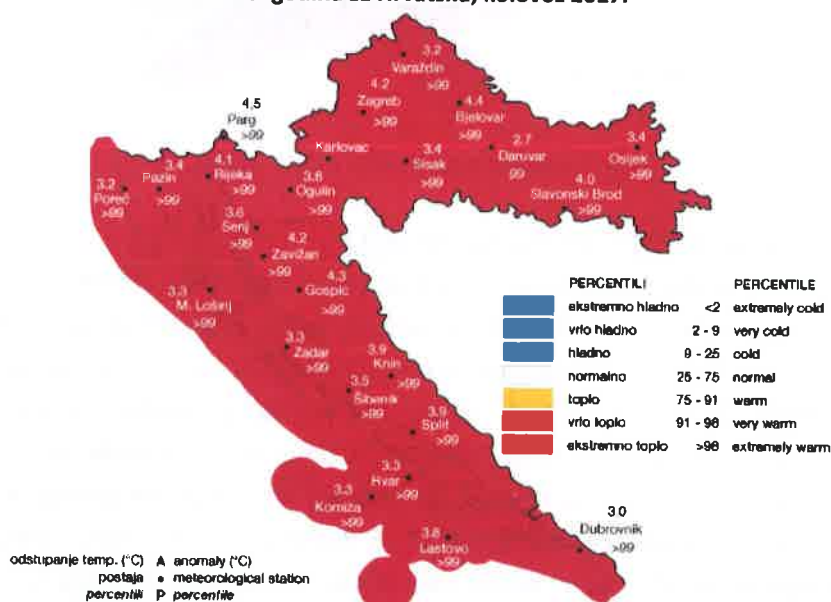 3.2
Varaždin
>99
4.2
Zagreb
>99
4.4
Bjelovar
>99
4.5
Parg
>99
Karlovac
3.4
Sisak
>99
2.7
Daruvar
99
3.4
Osijek
>99
4.0
Slavonski Brod
>99
3.2
Poreč
>99
3.4
Pazin
>99
4.1
Rijeka
>99
Ogulin
>99
Senj
>99
4.2
Zavižan
>99
4.3
Gospić
>99
3.3
M. Lošinj
>99
3.3
Zadar
>99
3.9
Knin
>99
3.5
Šibenik
>99
3.9
Split
>99
3.3
Hvar
>99
3.3
Komiža
>99
Lastovo
>99
3.0
Dubrovnik
>99
PERCENTILI PERCENTILE
ekstremno hladno <2 extremely cold
vrlo hladno 2 - 9 very cold
hladno 9 - 25 cold
normalno 25 - 75 normal
toplo 75 - 91 warm
vrlo toplo 91 - 98 very warm
ekstremno toplo >98 extremely warm
odstupanje temp. (°C) A anomaly (°C)
postaja • meteorological station
percentili P percentile